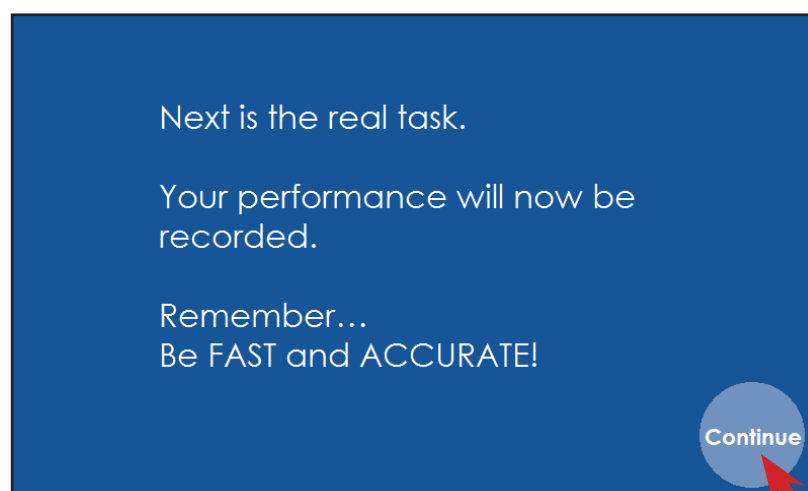 Next is the real task.
Your performance will now be
recorded.
Remember…
Be FAST and ACCURATE!
Continue